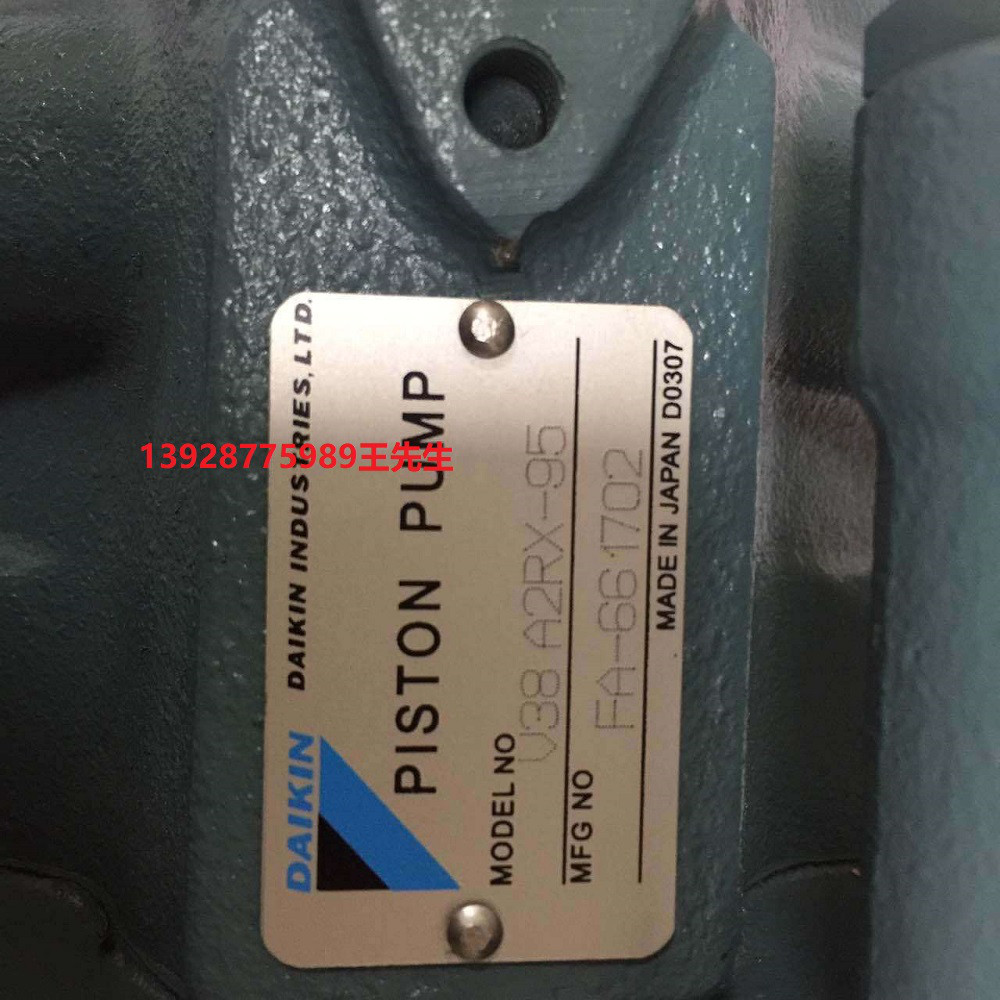 DAIKIN DAIKIN INDUSTRIES, LTD.
PISTON PUMP
MODEL NO V38 A2RX-95
MFG NO FA-661702
MADE IN JAPAN D0307
13928775989王先生